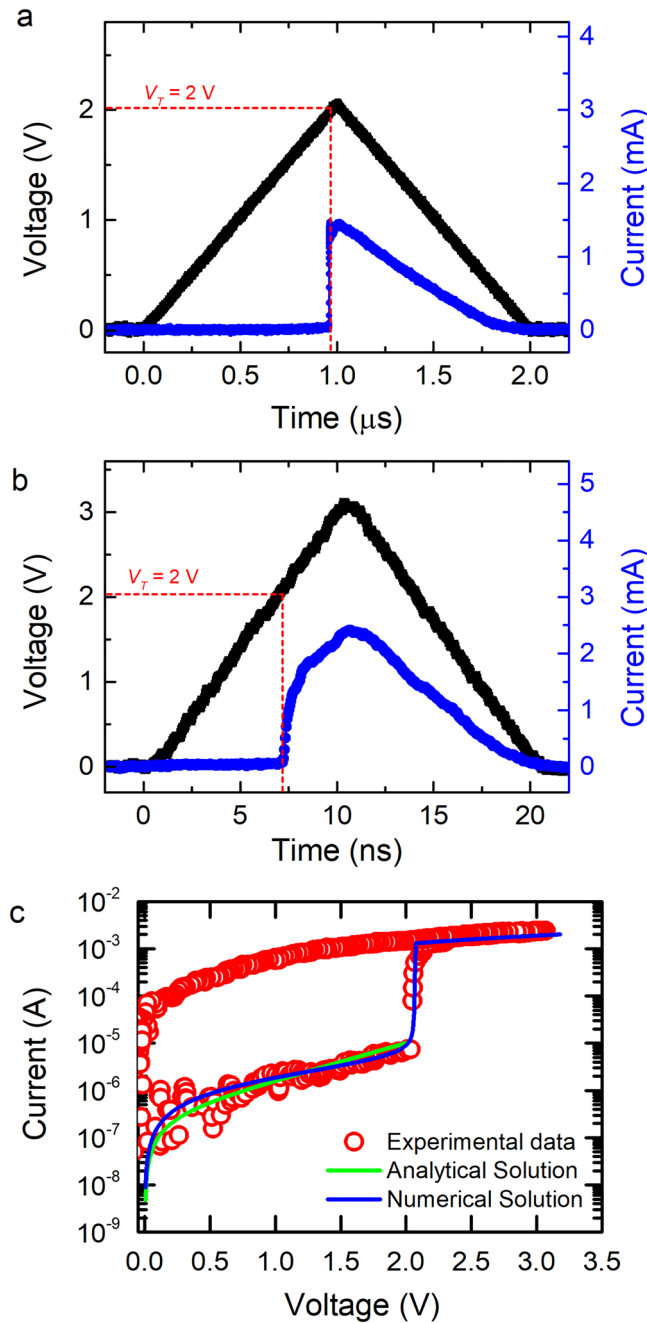 a
V_T = 2 V
Voltage (V)
0
1
2
Current (mA)
0
1
2
3
4
0.0 0.5 1.0 1.5 2.0
Time (μs)
b
V_T = 2 V
Voltage (V)
0
1
2
3
Current (mA)
0
1
2
3
4
5
0 5 10 15 20
Time (ns)
c
Current (A)
10^-2
10^-3
10^-4
10^-5
10^-6
10^-7
10^-8
10^-9
Experimental data
Analytical Solution
Numerical Solution
0.0 0.5 1.0 1.5 2.0 2.5 3.0 3.5
Voltage (V)